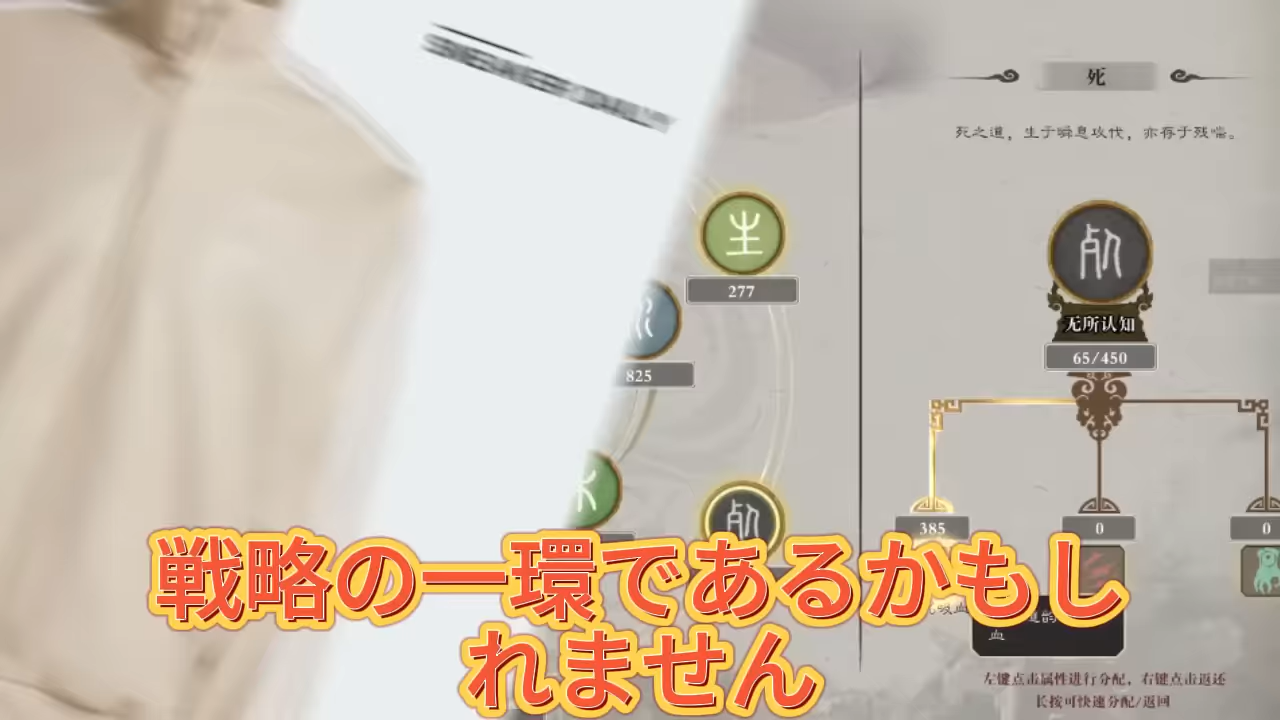 死
死之道，生于瞬息攻伐，亦存于残喘。
生
277
无所认知
65/450
825
385
0
0
戦略の一環であるかもし
れません
血
左键点击属性进行分配，右键点击返还
长按可快速分配/返回